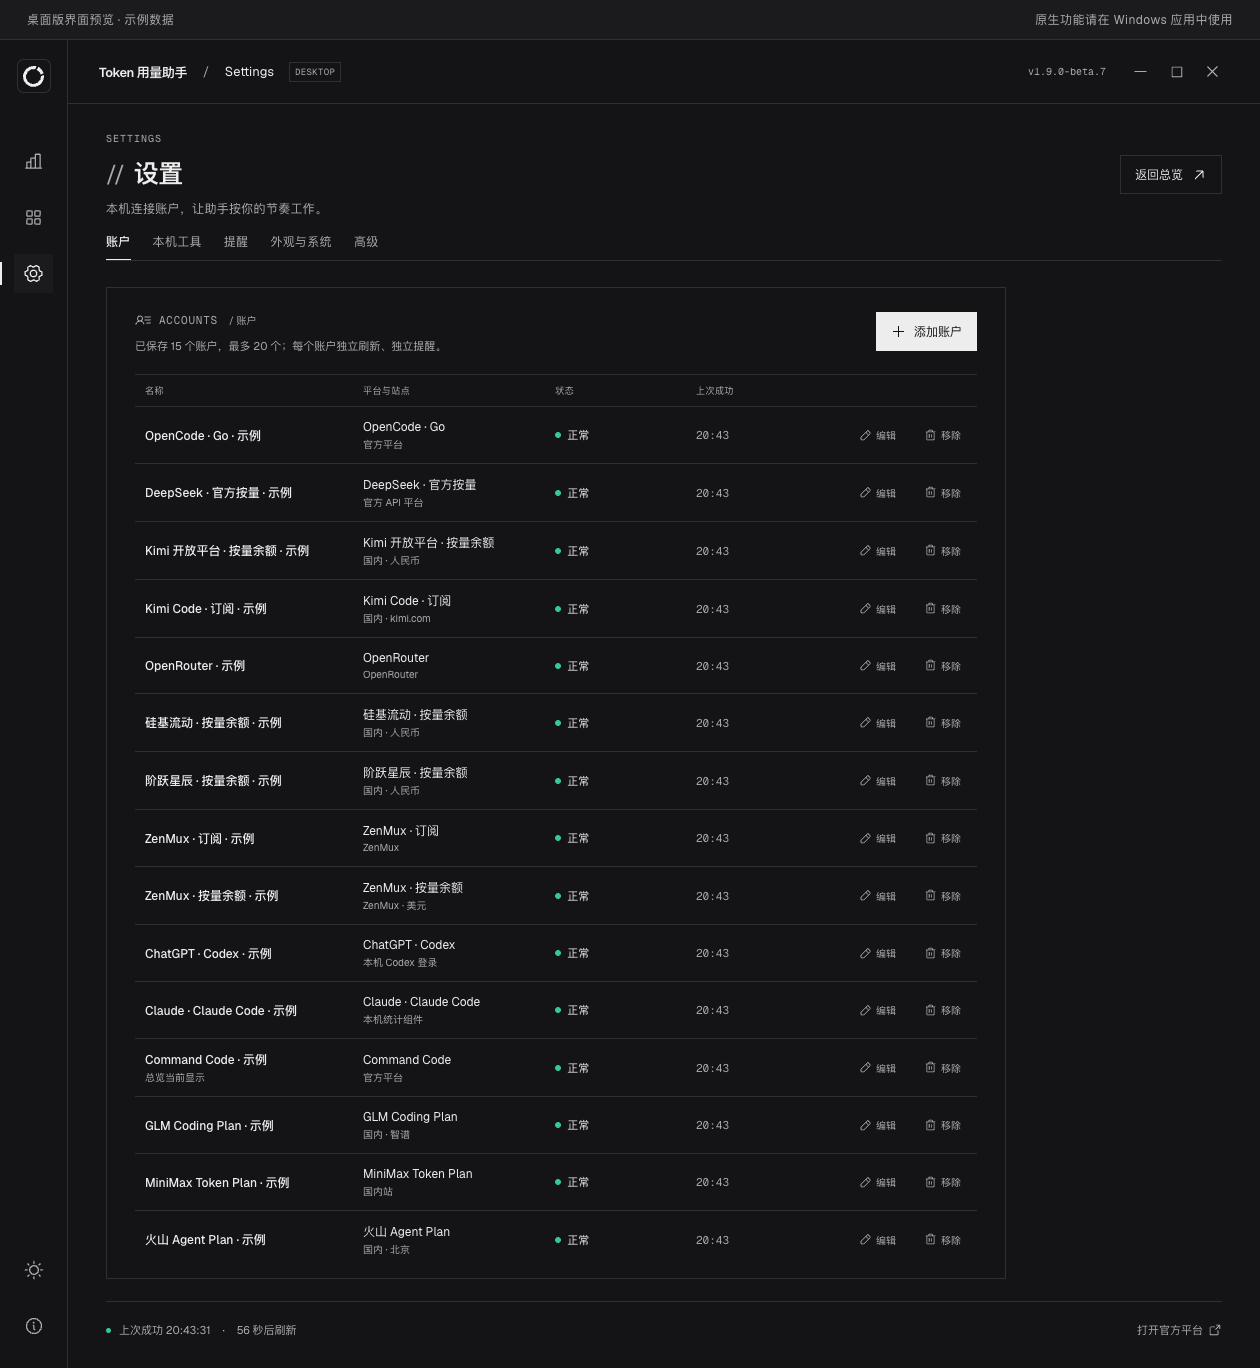 桌面版界面预览 · 示例数据
原生功能请在 Windows 应用中使用
Token 用量助手 / Settings DESKTOP
v1.9.0-beta.7
SETTINGS
// 设置
返回总览
本机连接账户，让助手按你的节奏工作。
账户 本机工具 提醒 外观与系统 高级
ACCOUNTS / 账户
添加账户
已保存 15 个账户，最多 20 个；每个账户独立刷新、独立提醒。
名称 平台与站点 状态 上次成功
OpenCode · Go · 示例 OpenCode · Go 正常 20:43 编辑 移除
官方平台
DeepSeek · 官方按量 · 示例 DeepSeek · 官方按量 正常 20:43 编辑 移除
官方 API 平台
Kimi 开放平台 · 按量余额 · 示例 Kimi 开放平台 · 按量余额 正常 20:43 编辑 移除
国内 · 人民币
Kimi Code · 订阅 · 示例 Kimi Code · 订阅 正常 20:43 编辑 移除
国内 · kimi.com
OpenRouter · 示例 OpenRouter 正常 20:43 编辑 移除
OpenRouter
硅基流动 · 按量余额 · 示例 硅基流动 · 按量余额 正常 20:43 编辑 移除
国内 · 人民币
阶跃星辰 · 按量余额 · 示例 阶跃星辰 · 按量余额 正常 20:43 编辑 移除
国内 · 人民币
ZenMux · 订阅 · 示例 ZenMux · 订阅 正常 20:43 编辑 移除
ZenMux
ZenMux · 按量余额 · 示例 ZenMux · 按量余额 正常 20:43 编辑 移除
ZenMux · 美元
ChatGPT · Codex · 示例 ChatGPT · Codex 正常 20:43 编辑 移除
本机 Codex 登录
Claude · Claude Code · 示例 Claude · Claude Code 正常 20:43 编辑 移除
本机统计组件
Command Code · 示例 Command Code 正常 20:43 编辑 移除
总览当前显示 官方平台
GLM Coding Plan · 示例 GLM Coding Plan 正常 20:43 编辑 移除
国内 · 智谱
MiniMax Token Plan · 示例 MiniMax Token Plan 正常 20:43 编辑 移除
国内站
火山 Agent Plan · 示例 火山 Agent Plan 正常 20:43 编辑 移除
国内 · 北京
上次成功 20:43:31 · 56 秒后刷新
打开官方平台